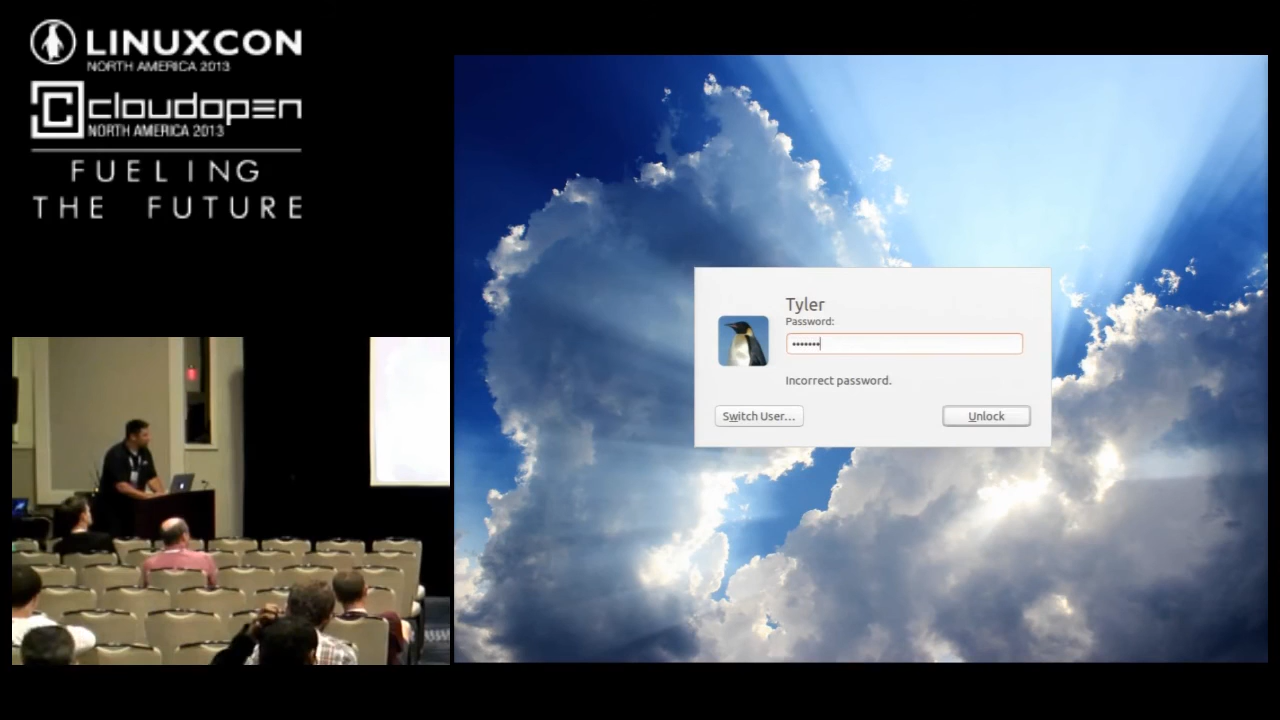 LINUXCON
NORTH AMERICA 2013
cloudopen
NORTH AMERICA 2013
FUELING
THE FUTURE
Tyler
Password:
•••••••
Incorrect password.
Switch User...
Unlock